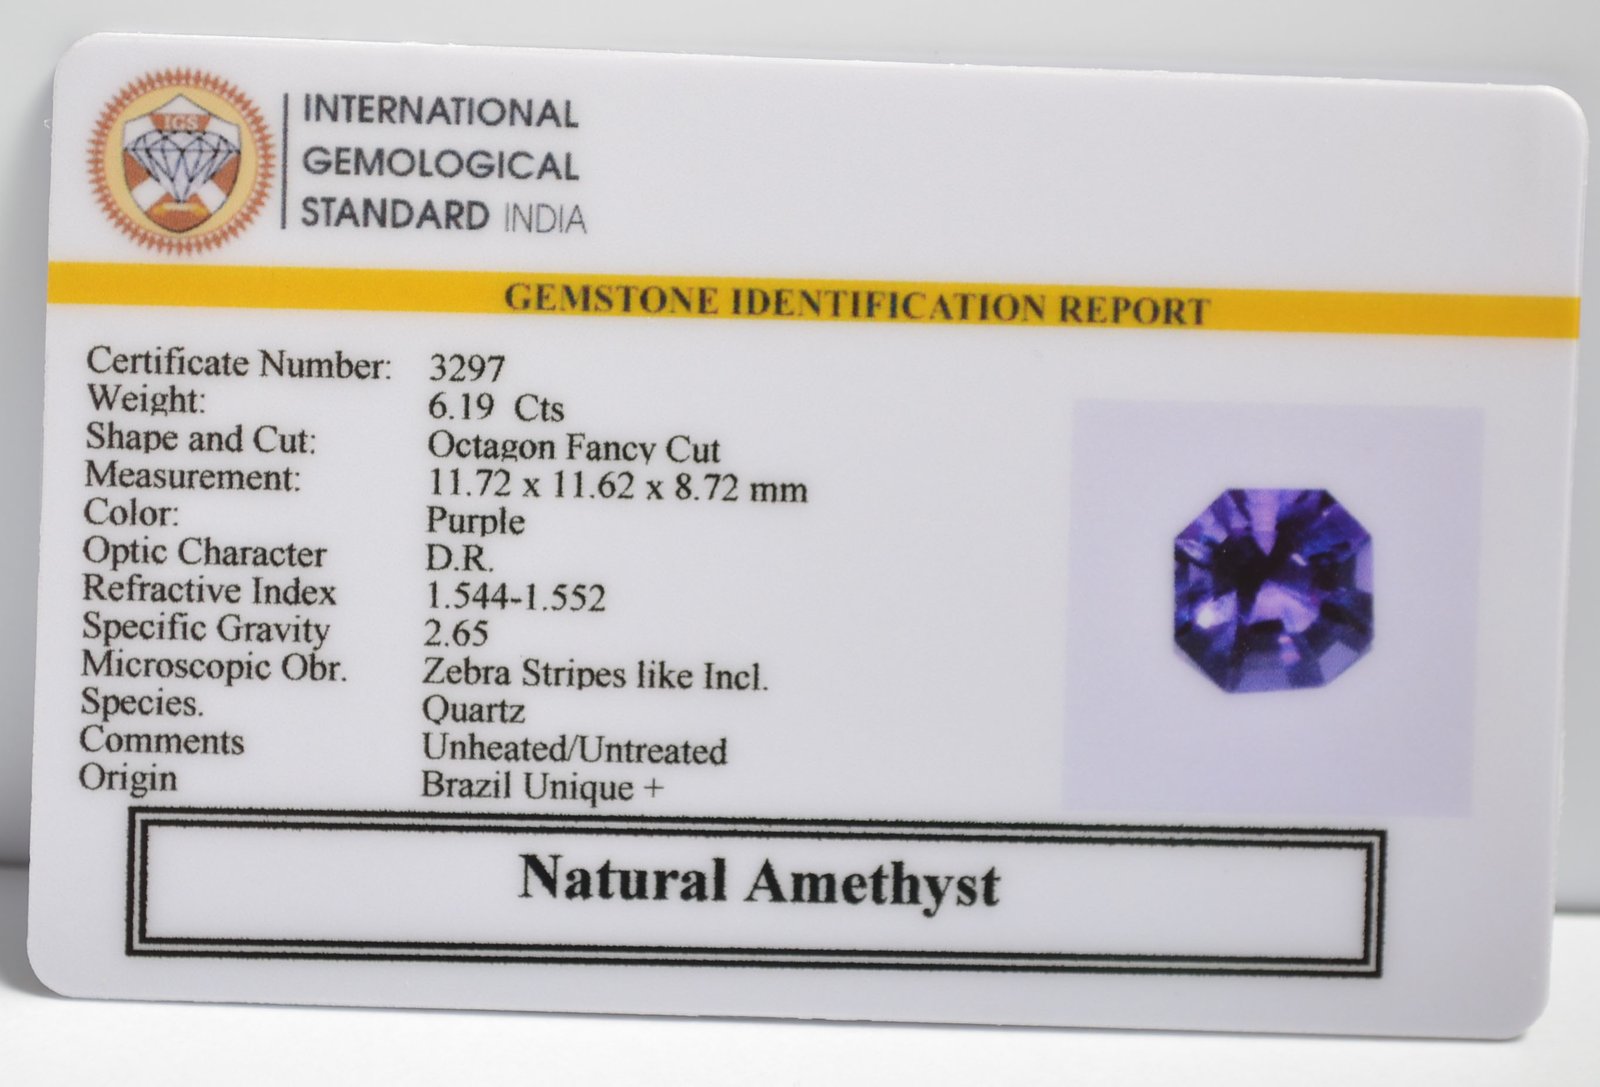 IGS
INTERNATIONAL
GEMOLOGICAL
STANDARD INDIA
GEMSTONE IDENTIFICATION REPORT
Certificate Number: 3297
Weight: 6.19 Cts
Shape and Cut: Octagon Fancy Cut
Measurement: 11.72 x 11.62 x 8.72 mm
Color: Purple
Optic Character D.R.
Refractive Index 1.544-1.552
Specific Gravity 2.65
Microscopic Obr. Zebra Stripes like Incl.
Species. Quartz
Comments Unheated/Untreated
Origin Brazil Unique +
Natural Amethyst